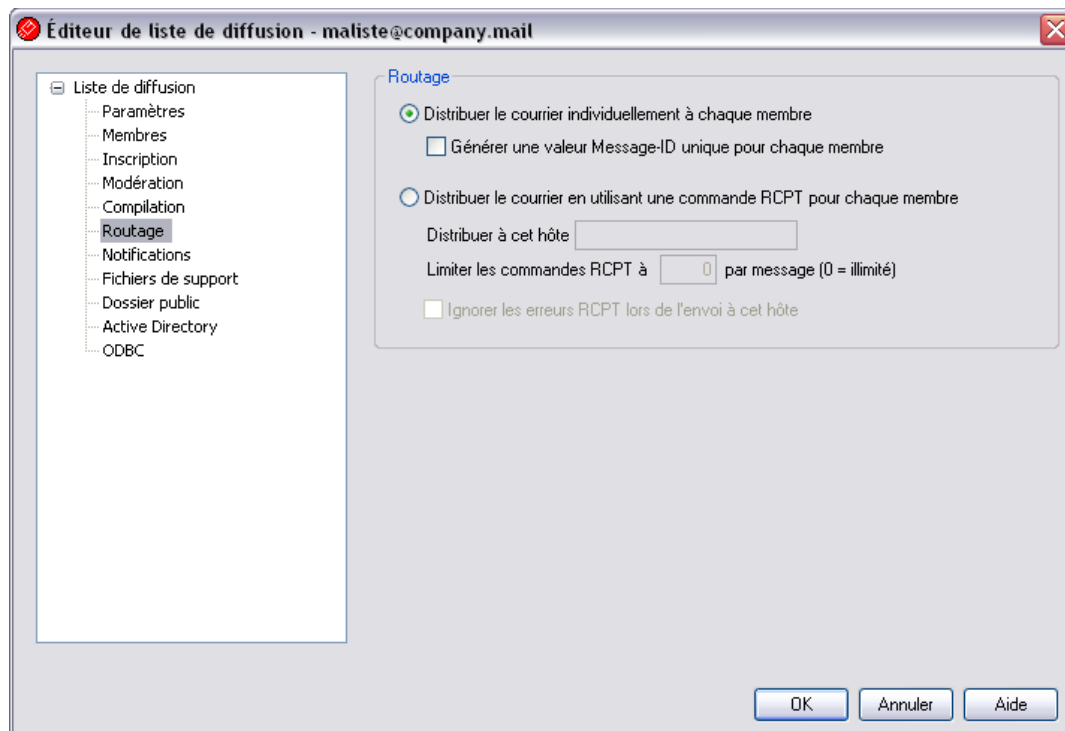 Éditeur de liste de diffusion - maliste@company.mail
Liste de diffusion
Paramètres
Membres
Inscription
Modération
Compilation
Routage
Notifications
Fichiers de support
Dossier public
Active Directory
ODBC
Routage
Distribuer le courrier individuellement à chaque membre
Générer une valeur Message-ID unique pour chaque membre
Distribuer le courrier en utilisant une commande RCPT pour chaque membre
Distribuer à cet hôte
Limiter les commandes RCPT à 0 par message (0 = illimité)
Ignorer les erreurs RCPT lors de l'envoi à cet hôte
OK Annuler Aide